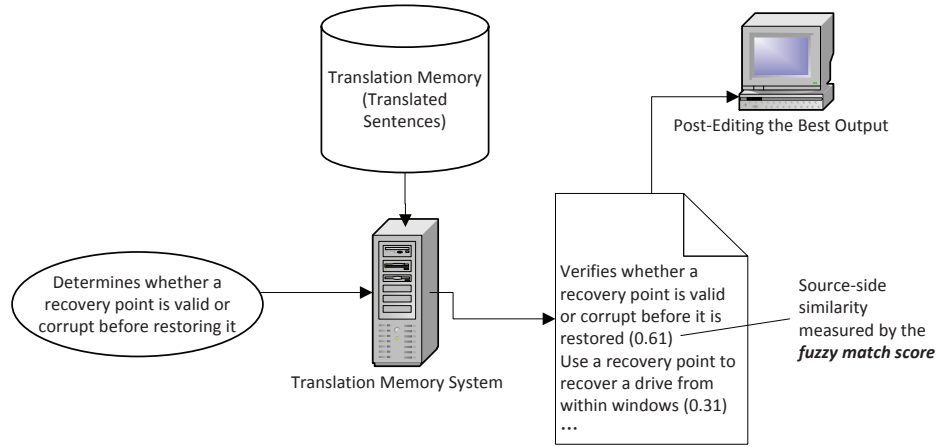 Translation Memory
(Translated
Sentences)
Post-Editing the Best Output
Determines whether a
recovery point is valid or
corrupt before restoring it
Translation Memory System
Verifies whether a
recovery point is valid
or corrupt before it is
restored (0.61)
Use a recovery point to
recover a drive from
within windows (0.31)
...
Source-side
similarity
measured by the
fuzzy match score